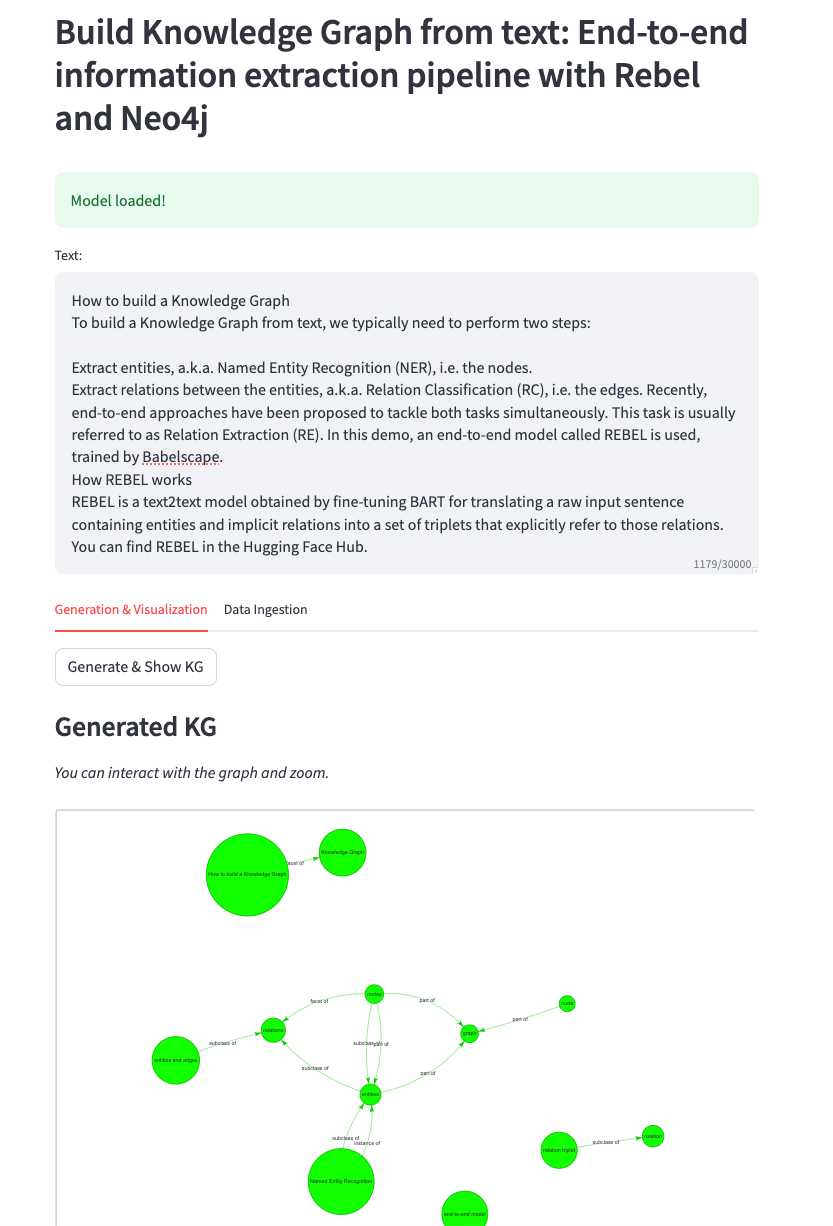 Build Knowledge Graph from text: End-to-end
information extraction pipeline with Rebel
and Neo4j
Model loaded!
Text:
How to build a Knowledge Graph
To build a Knowledge Graph from text, we typically need to perform two steps:
Extract entities, a.k.a. Named Entity Recognition (NER), i.e. the nodes.
Extract relations between the entities, a.k.a. Relation Classification (RC), i.e. the edges. Recently,
end-to-end approaches have been proposed to tackle both tasks simultaneously. This task is usually
referred to as Relation Extraction (RE). In this demo, an end-to-end model called REBEL is used,
trained by Babelscape.
How REBEL works
REBEL is a text2text model obtained by fine-tuning BART for translating a raw input sentence
containing entities and implicit relations into a set of triplets that explicitly refer to those relations.
You can find REBEL in the Hugging Face Hub.
1179/30000
Generation & Visualization Data Ingestion
Generate & Show KG
Generated KG
You can interact with the graph and zoom.
Knowledge Graph
facet of
How to build a Knowledge Graph
nodes
facet of
part of
node
part of
relations
graph
subclass of
subclass of
part of
entities and edges
subclass of
part of
entities
subclass of
instance of
relation
subclass of
relation triplet
Named Entity Recognition
end-to-end model